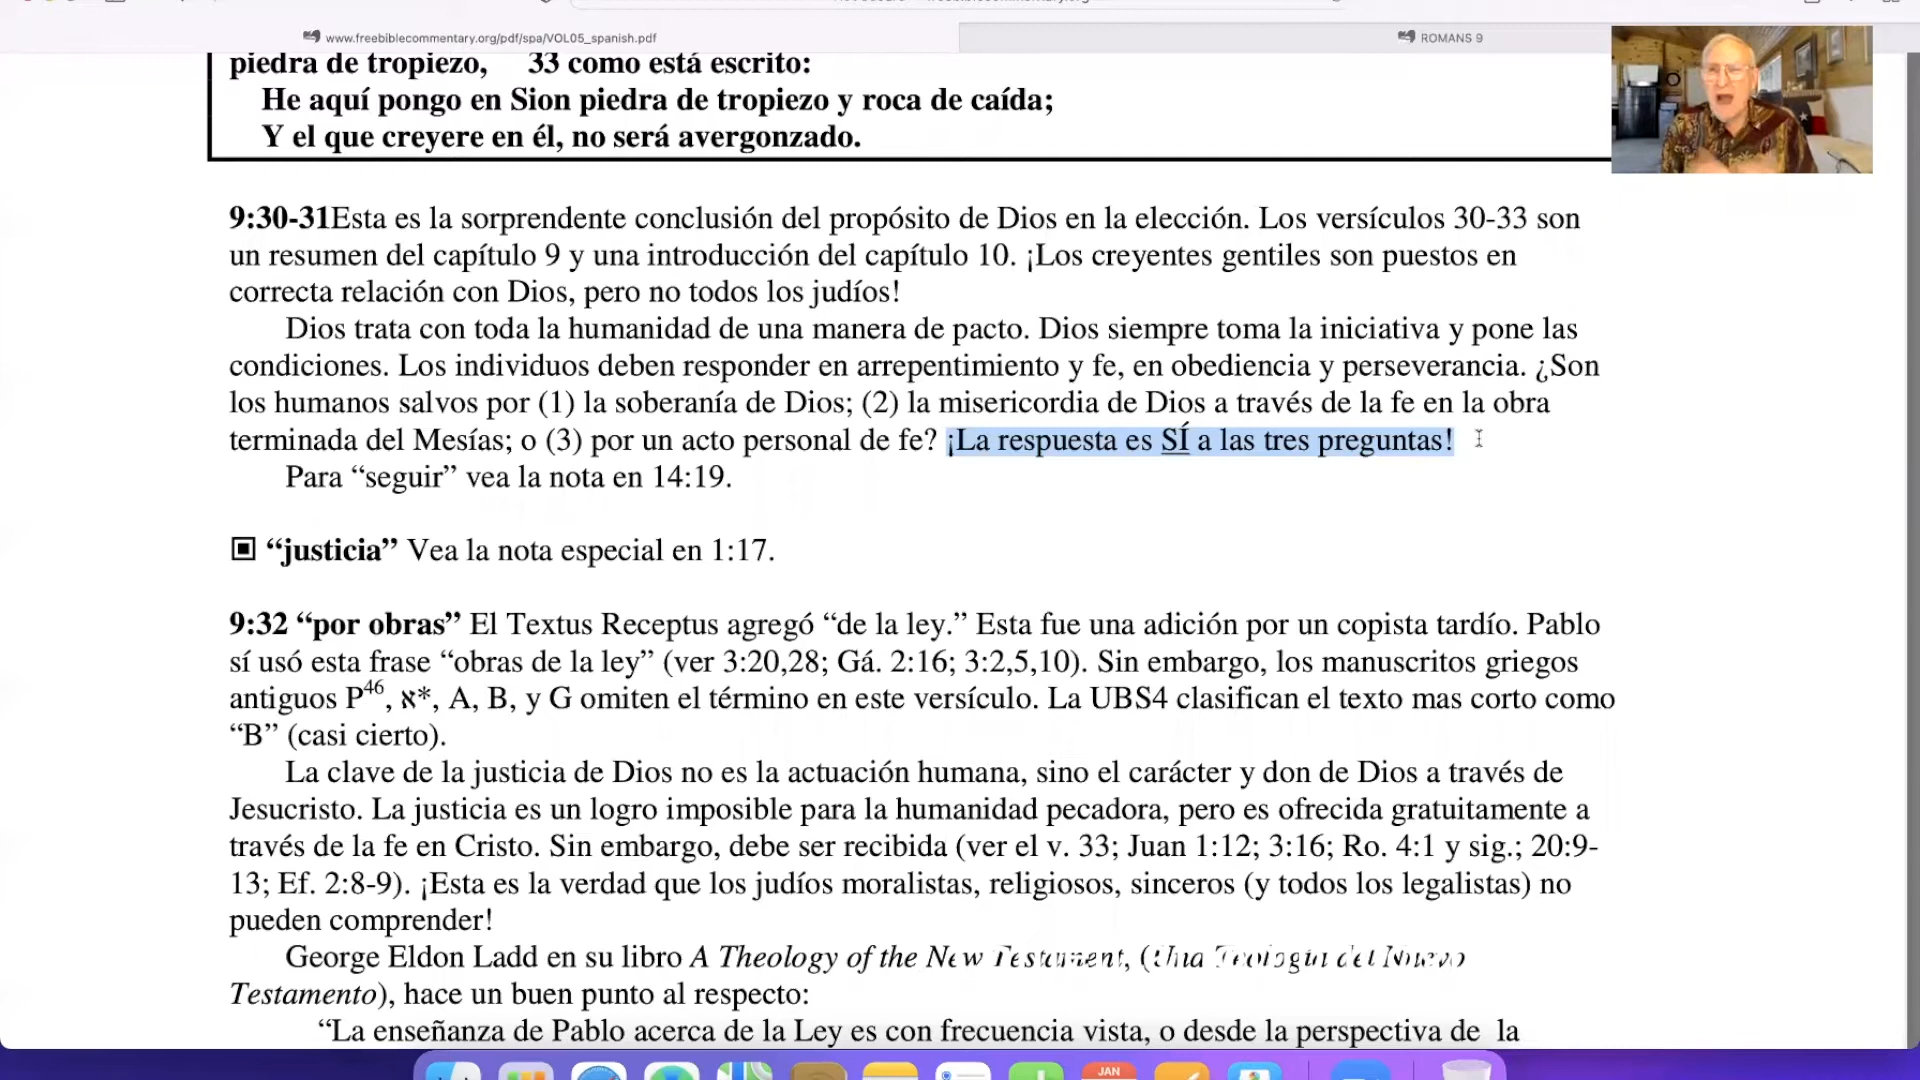 www.freebiblecommentary.org/pdf/spa/VOL05_spanish.pdf
ROMANS 9
piedra de tropiezo, 33 como está escrito:
He aquí pongo en Sion piedra de tropiezo y roca de caída;
Y el que creyere en él, no será avergonzado.
9:30-31Esta es la sorprendente conclusión del propósito de Dios en la elección. Los versículos 30-33 son
un resumen del capítulo 9 y una introducción del capítulo 10. ¡Los creyentes gentiles son puestos en
correcta relación con Dios, pero no todos los judíos!
Dios trata con toda la humanidad de una manera de pacto. Dios siempre toma la iniciativa y pone las
condiciones. Los individuos deben responder en arrepentimiento y fe, en obediencia y perseverancia. ¿Son
los humanos salvos por (1) la soberanía de Dios; (2) la misericordia de Dios a través de la fe en la obra
terminada del Mesías; o (3) por un acto personal de fe? ¡La respuesta es SÍ a las tres preguntas!
Para “seguir” vea la nota en 14:19.
▣ “justicia” Vea la nota especial en 1:17.
9:32 “por obras” El Textus Receptus agregó “de la ley.” Esta fue una adición por un copista tardío. Pablo
sí usó esta frase “obras de la ley” (ver 3:20,28; Gá. 2:16; 3:2,5,10). Sin embargo, los manuscritos griegos
antiguos P46, א*, A, B, y G omiten el término en este versículo. La UBS4 clasifican el texto mas corto como
“B” (casi cierto).
La clave de la justicia de Dios no es la actuación humana, sino el carácter y don de Dios a través de
Jesucristo. La justicia es un logro imposible para la humanidad pecadora, pero es ofrecida gratuitamente a
través de la fe en Cristo. Sin embargo, debe ser recibida (ver el v. 33; Juan 1:12; 3:16; Ro. 4:1 y sig.; 20:9-
13; Ef. 2:8-9). ¡Esta es la verdad que los judíos moralistas, religiosos, sinceros (y todos los legalistas) no
pueden comprender!
George Eldon Ladd en su libro A Theology of the New Testament, (Una Teología del Nuevo
Testamento), hace un buen punto al respecto:
“La enseñanza de Pablo acerca de la Ley es con frecuencia vista, o desde la perspectiva de la
JAN